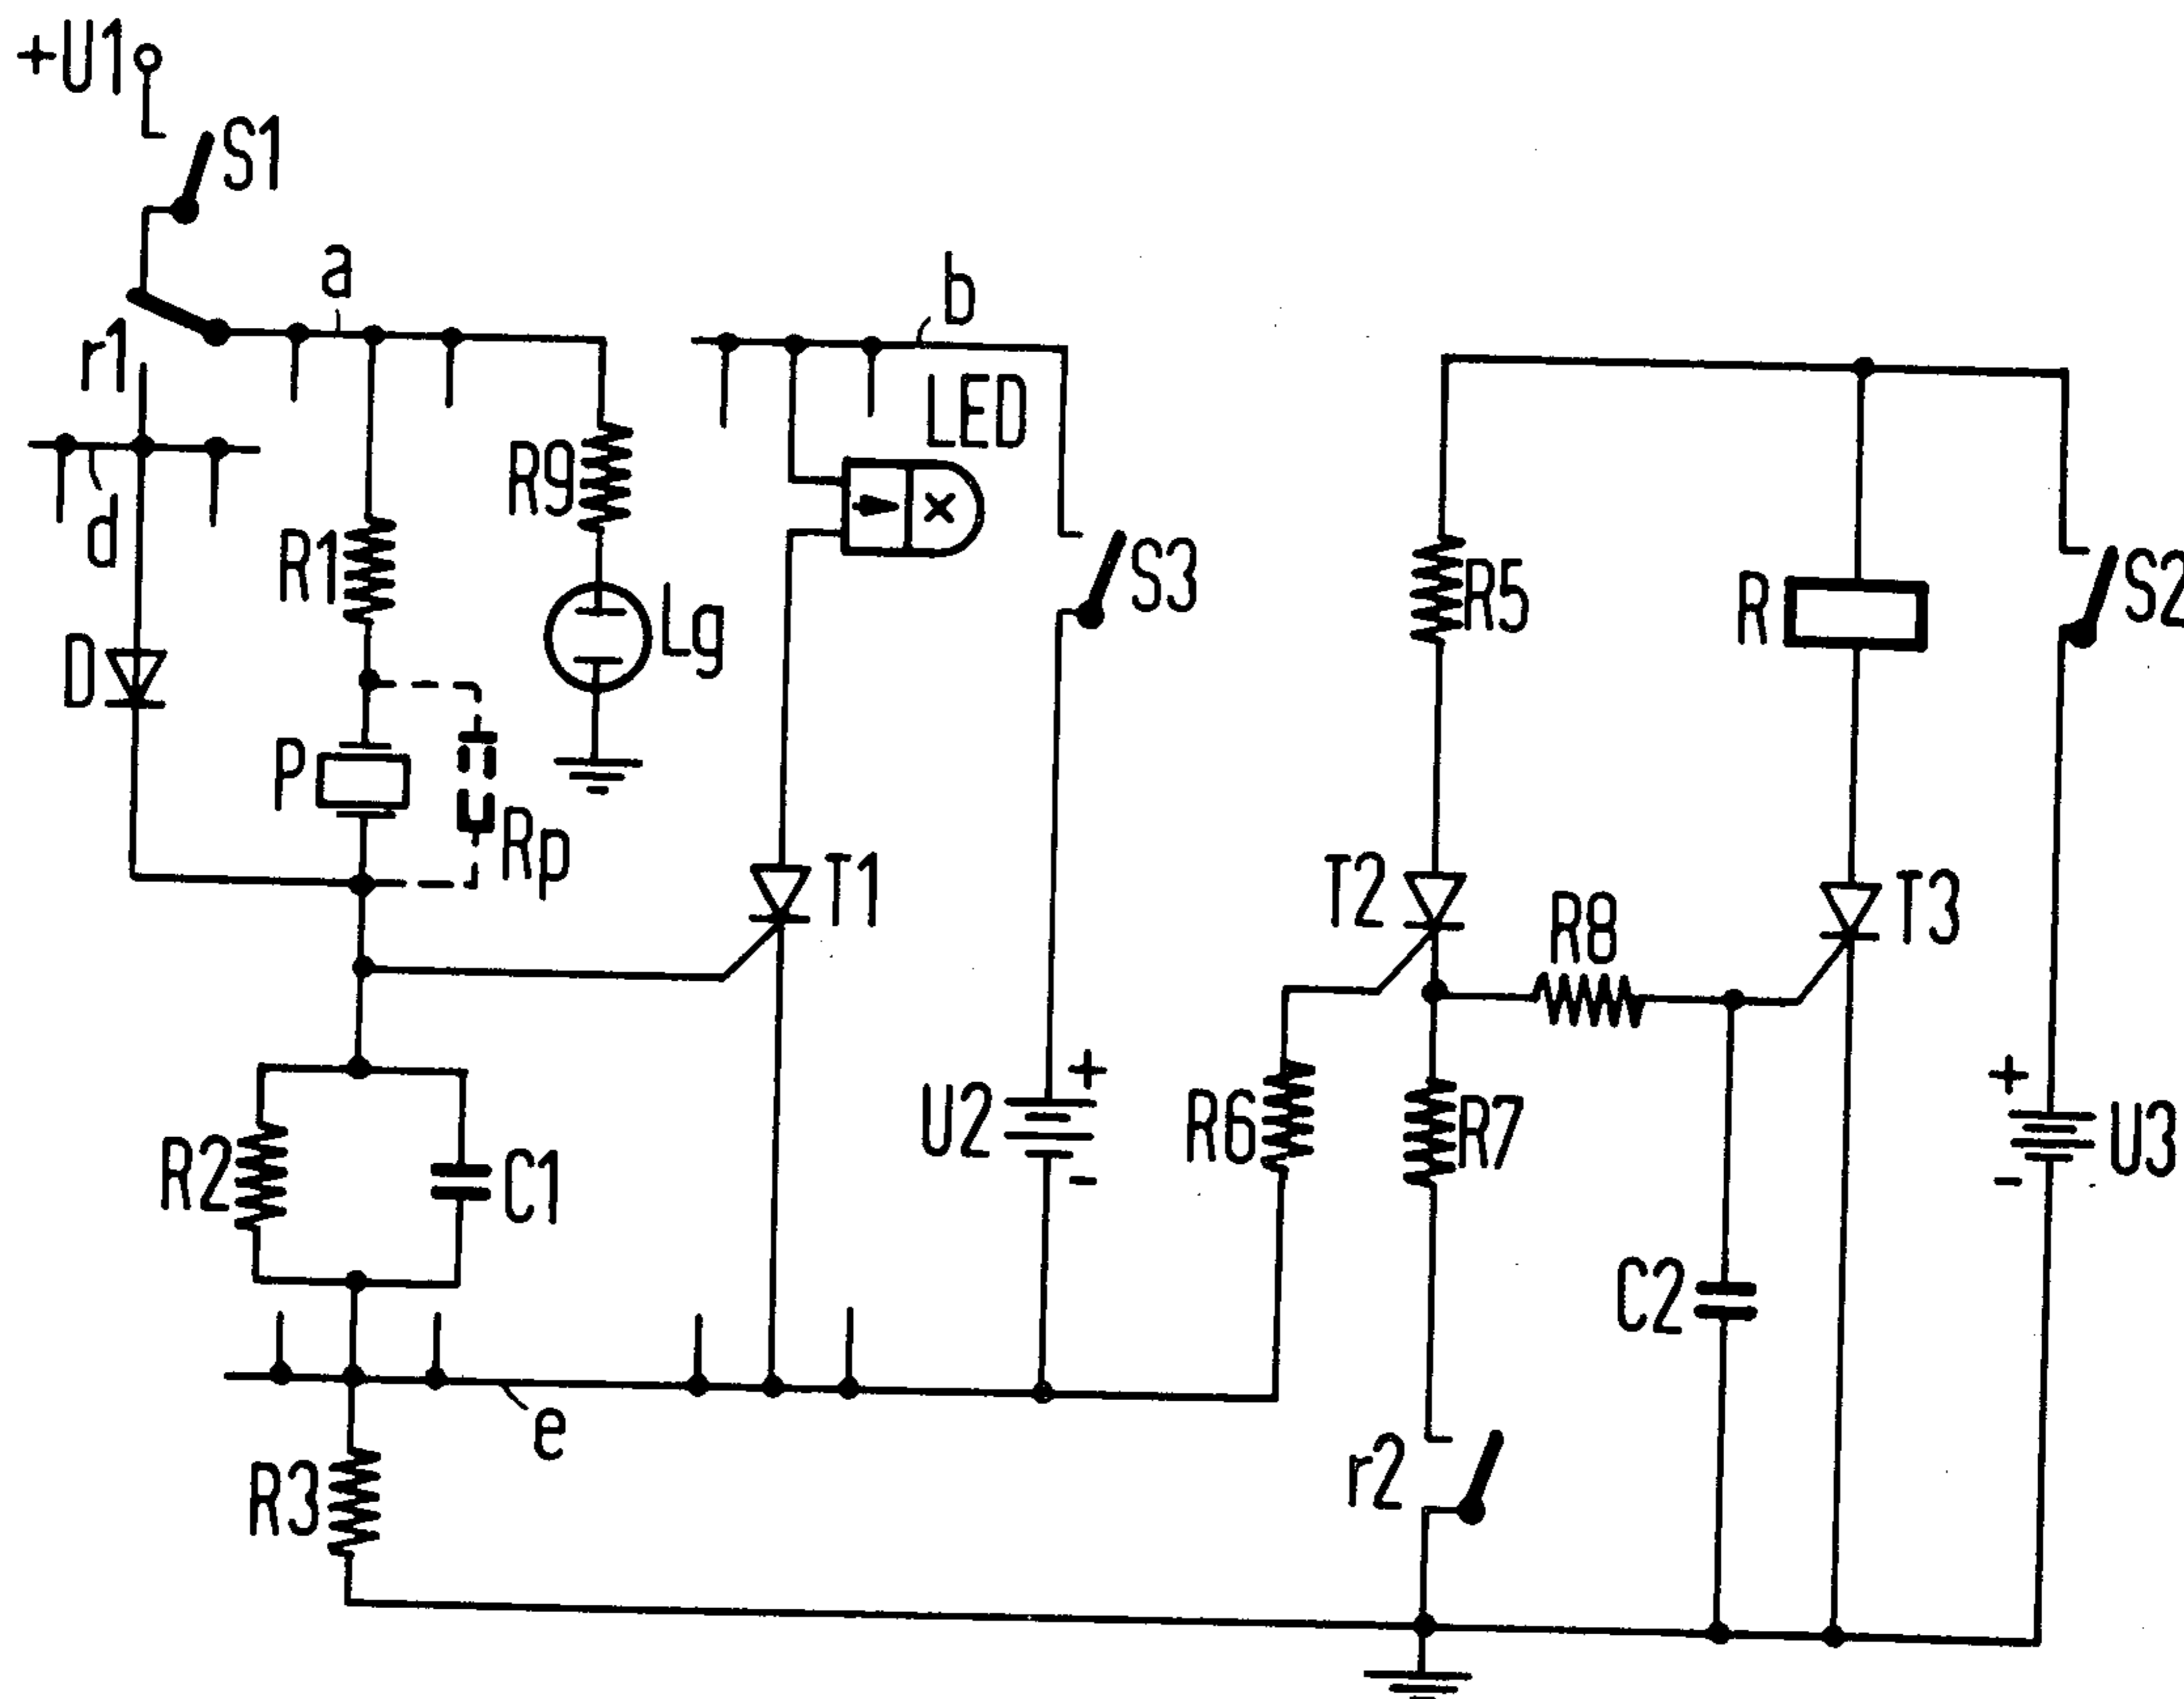 +U1
S1
a
b
r1
LED
d
R9
R1
S3
R5
R
S2
D
Lg
P
Rp
T1
T2
T3
R8
+
+
U2
R6
R7
U3
-
-
R2
C1
C2
e
r2
R3